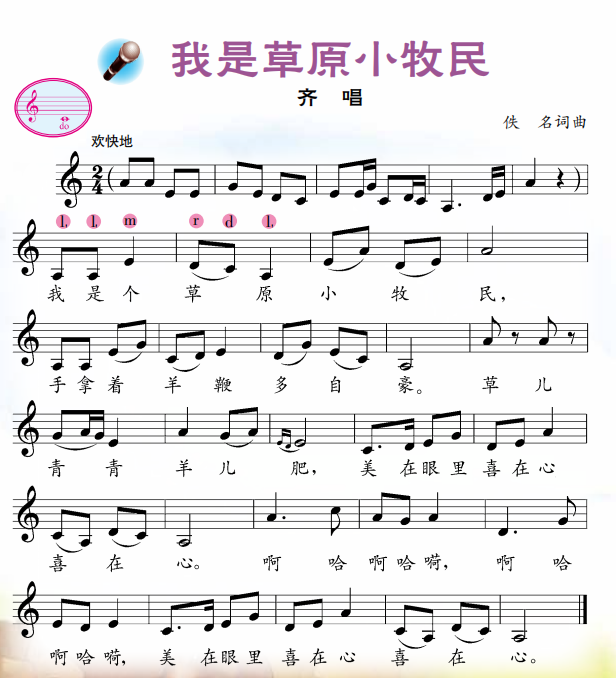 我是草原小牧民
齐 唱
do
佚 名词曲
欢快地
2
4
l, l, m r d l,
我是个草原小牧民，
手拿着羊鞭多自豪。草儿
青青羊儿肥，美在眼里喜在心
喜在心。啊哈啊哈嗬，啊哈
啊哈嗬，美在眼里喜在心喜在心。